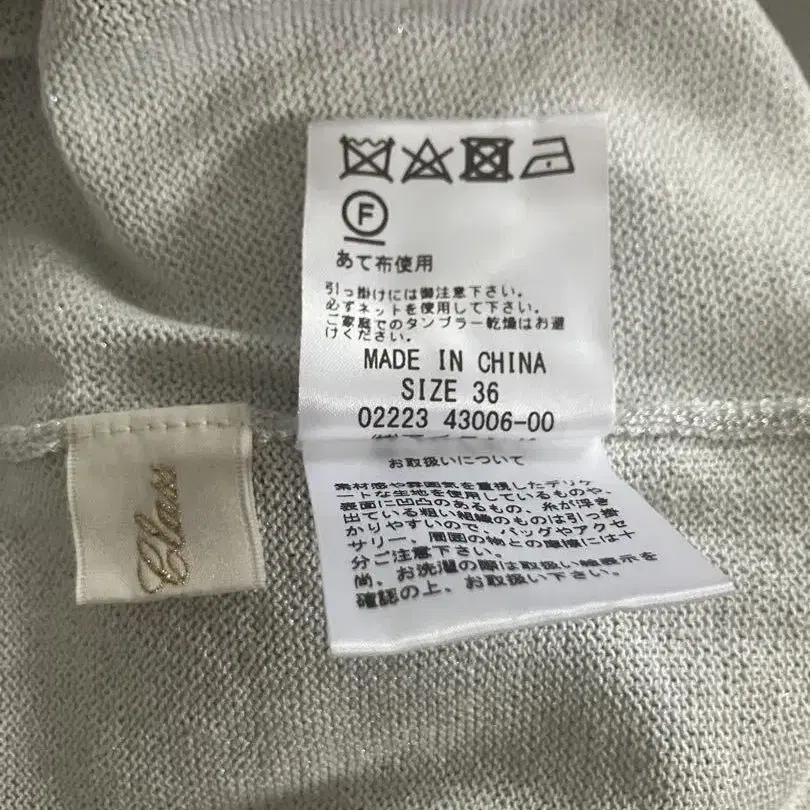 F
あて布使用
引っ掛けには御注意下さい。
必ずネットを使用して下さい。
ご家庭でのタンブラー乾燥はお避
けください。
MADE IN CHINA
SIZE 36
02223 43006-00
お取扱いについて
素材感や雰囲気を重視したデリケ
ートな生地を使用しているものや、
表面に凹凸のあるもの、糸が浮き
出ている粗い組織のものは引っ掛
かりやすいので、バッグやアクセ
サリー、周囲の物との摩擦には十
分ご注意下さい。
尚、お洗濯の際は取扱い絵表示を
確認の上、お取扱い下さい。
Class